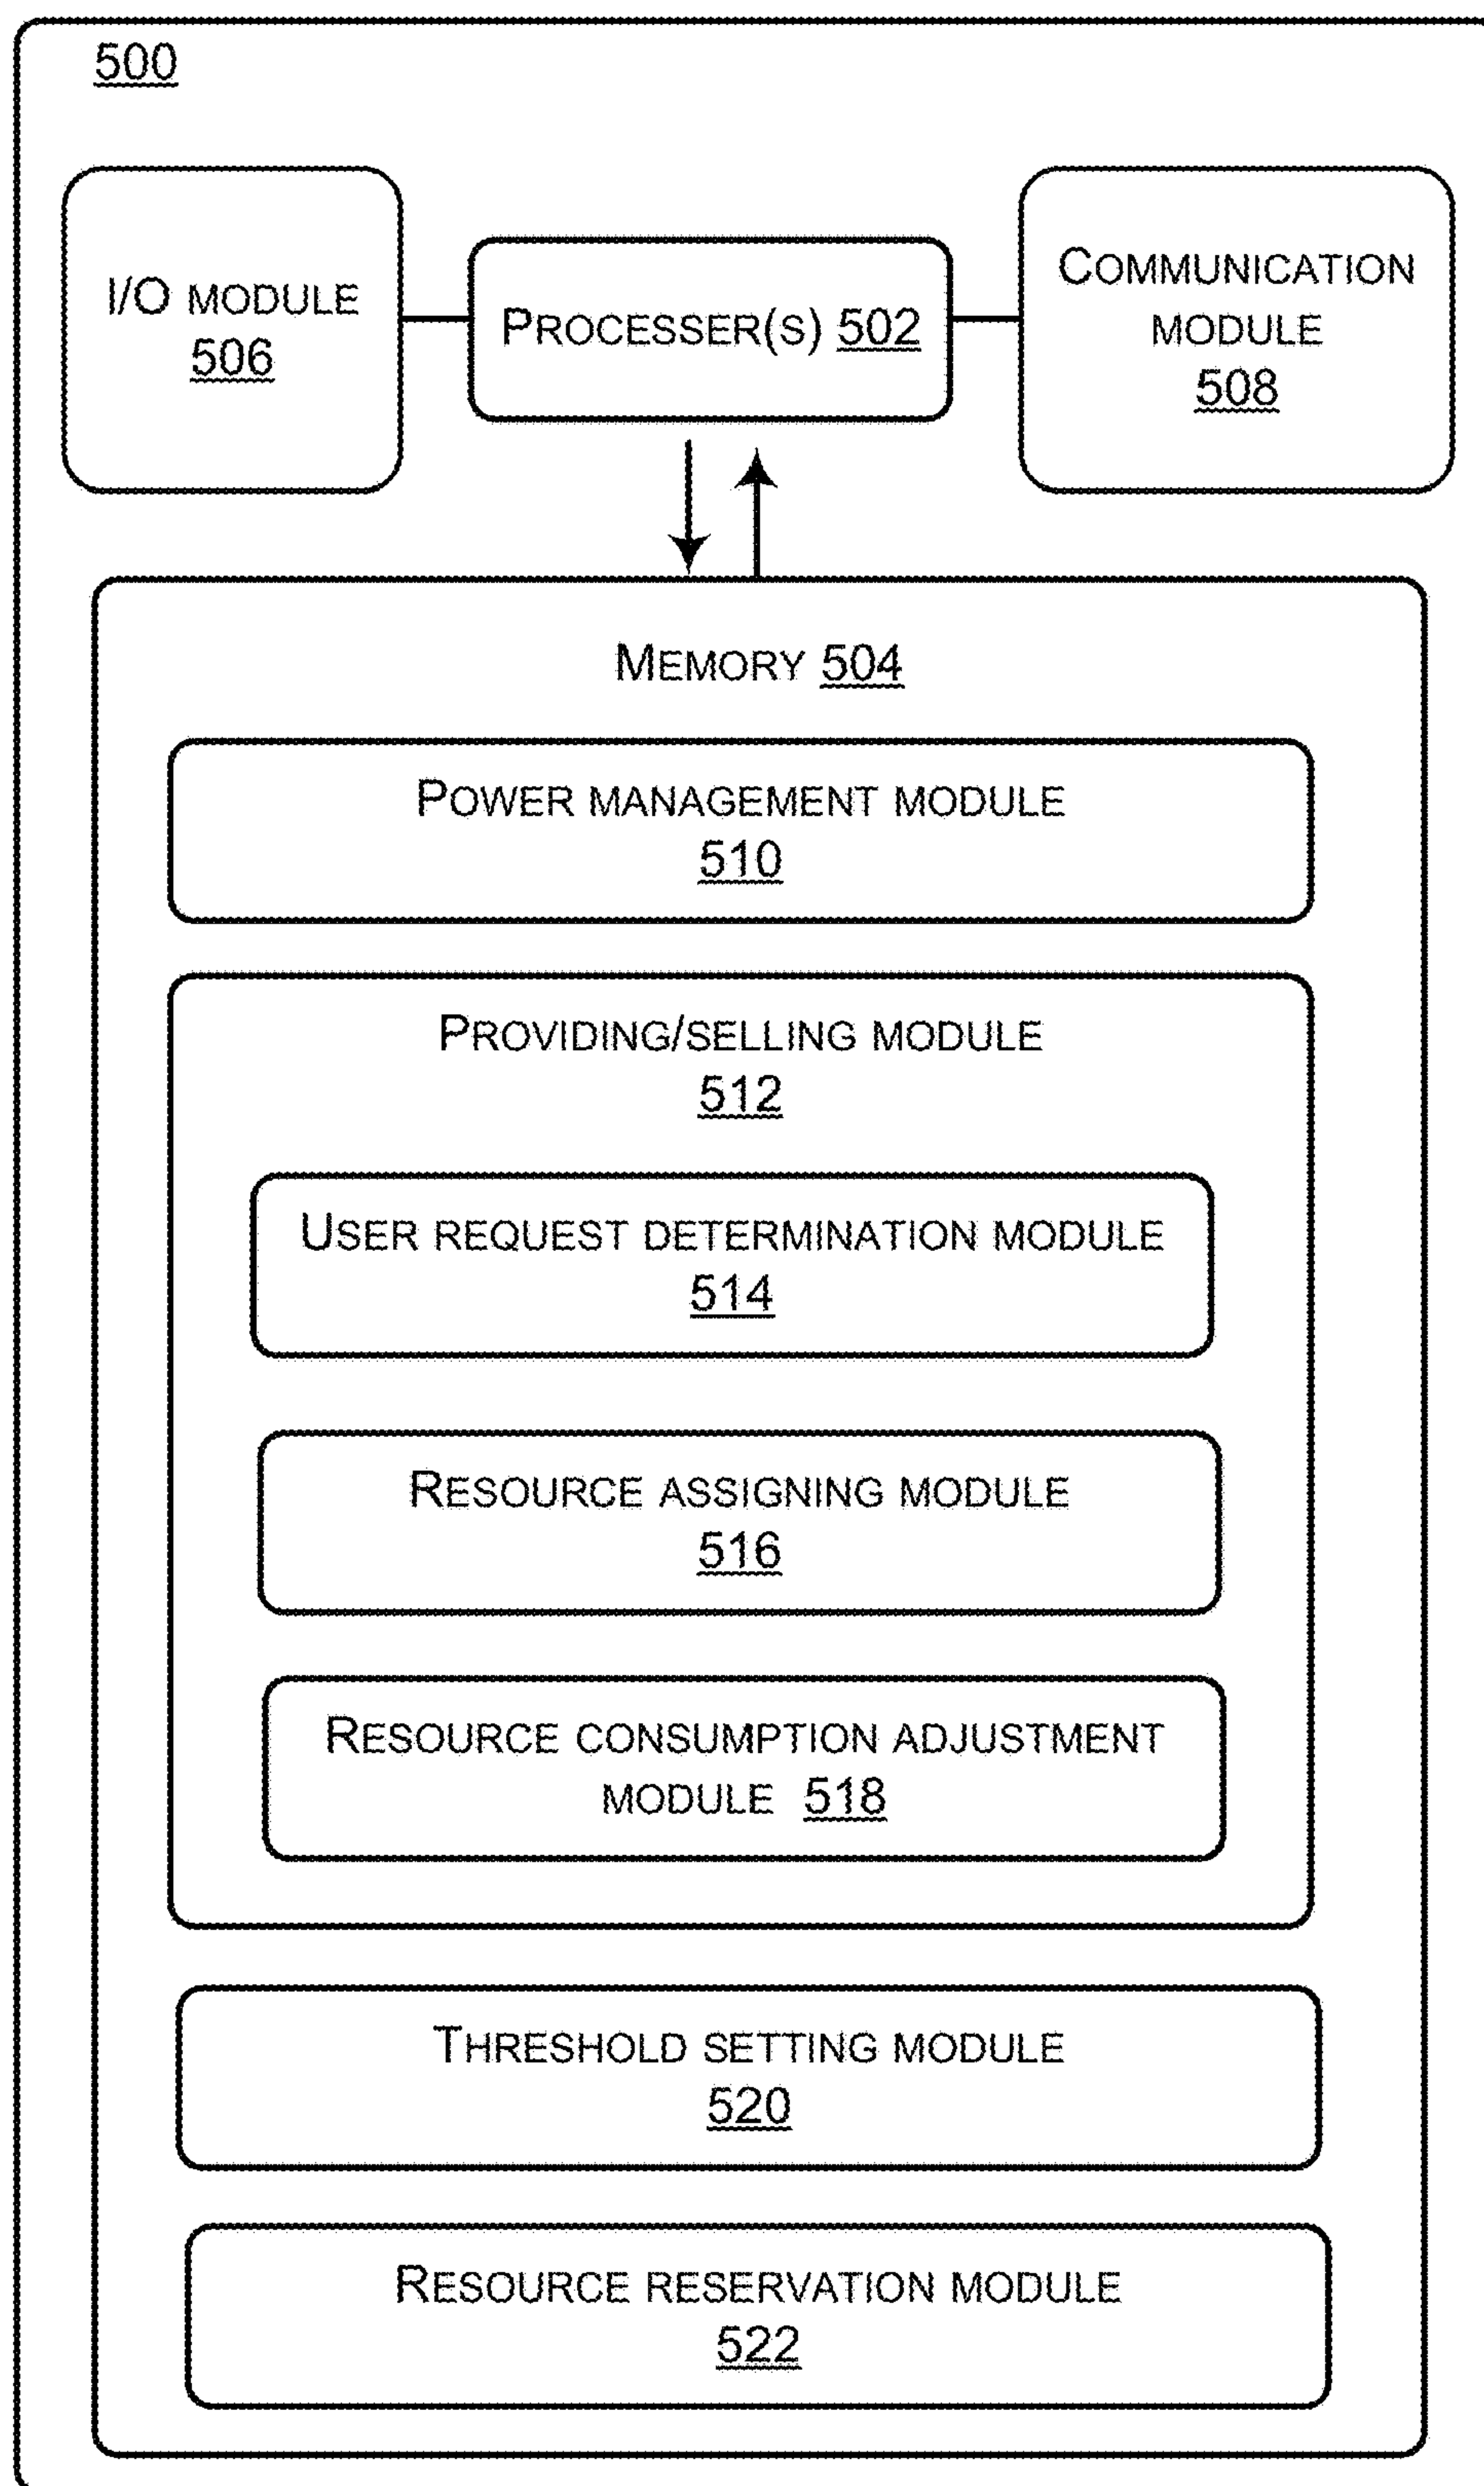 500
I/O MODULE
506
PROCESSER(S) 502
COMMUNICATION
MODULE
508
MEMORY 504
POWER MANAGEMENT MODULE
510
PROVIDING/SELLING MODULE
512
USER REQUEST DETERMINATION MODULE
514
RESOURCE ASSIGNING MODULE
516
RESOURCE CONSUMPTION ADJUSTMENT
MODULE 518
THRESHOLD SETTING MODULE
520
RESOURCE RESERVATION MODULE
522